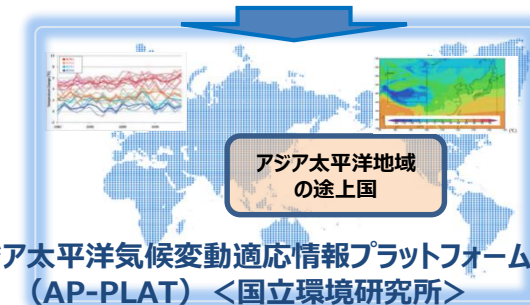 アジア太平洋地域
の途上国
ア太平洋気候変動適応情報プラットフォーム
（AP-PLAT）＜国立環境研究所＞